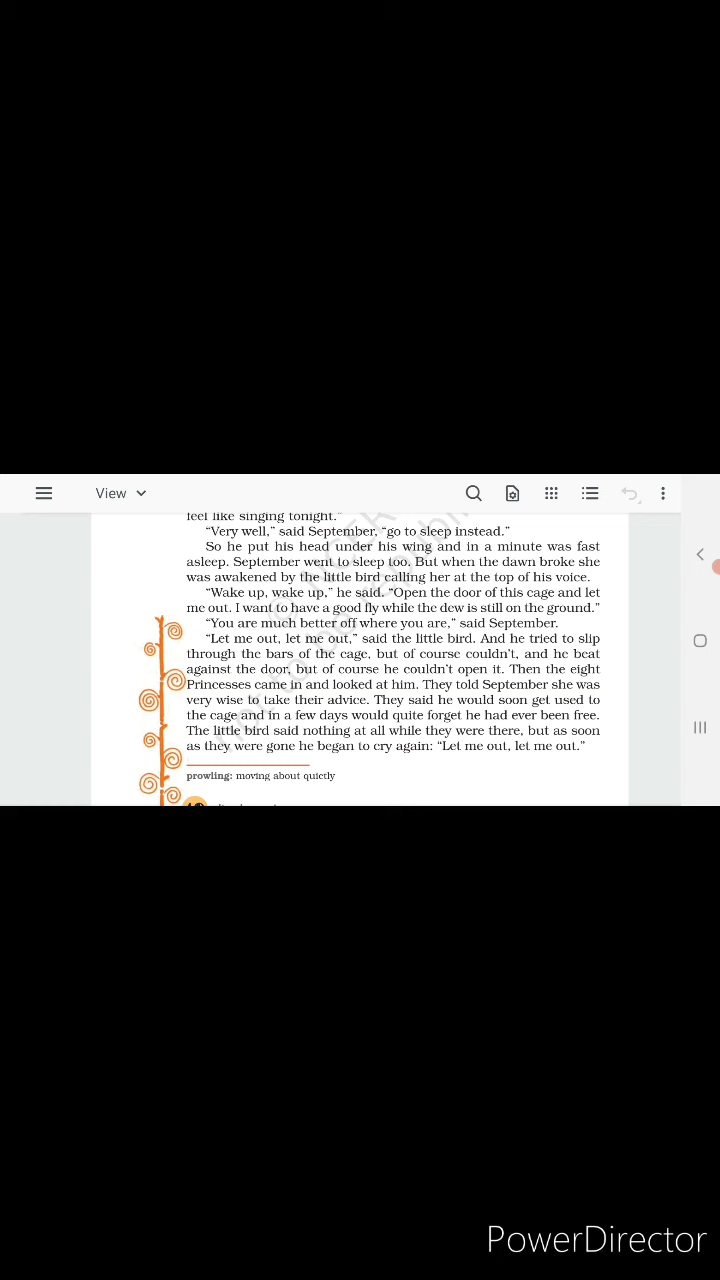 View
feel like singing tonight.”
“Very well,” said September, “go to sleep instead.”
So he put his head under his wing and in a minute was fast
asleep. September went to sleep too. But when the dawn broke she
was awakened by the little bird calling her at the top of his voice.
“Wake up, wake up,” he said. “Open the door of this cage and let
me out. I want to have a good fly while the dew is still on the ground.”
“You are much better off where you are,” said September.
“Let me out, let me out,” said the little bird. And he tried to slip
through the bars of the cage, but of course couldn’t, and he beat
against the door, but of course he couldn’t open it. Then the eight
Princesses came in and looked at him. They told September she was
very wise to take their advice. They said he would soon get used to
the cage and in a few days would quite forget he had ever been free.
The little bird said nothing at all while they were there, but as soon
as they were gone he began to cry again: “Let me out, let me out.”
prowling: moving about quietly
© NCER
not to be republi
PowerDirector